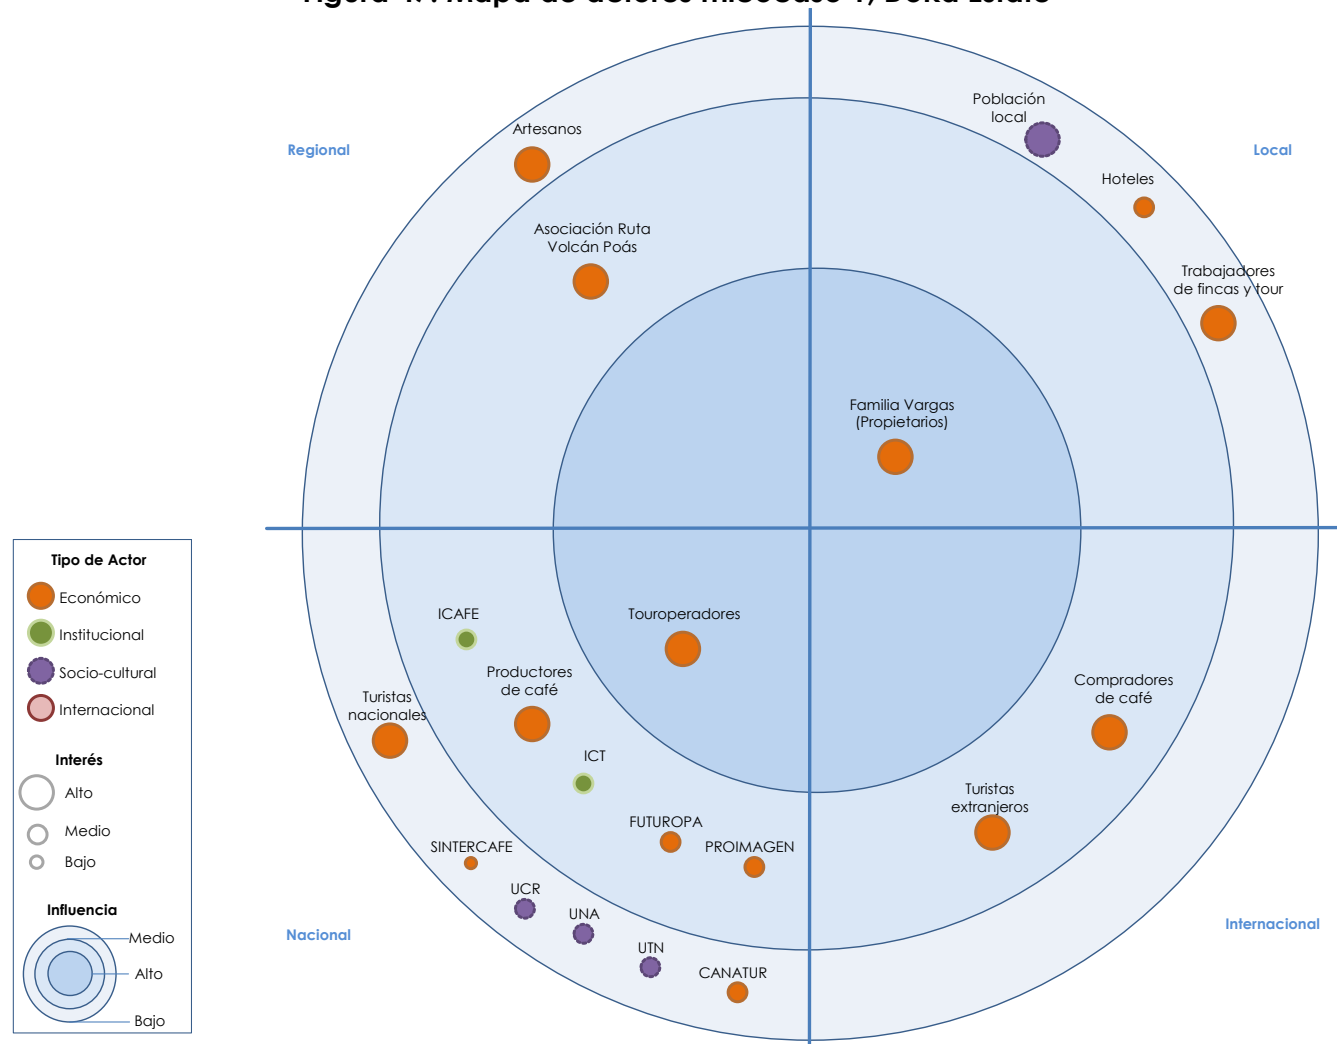 Regional
Artesanos
Asociación Ruta
Volcán Poás
Población
local
Local
Hoteles
Trabajadores
de fincas y tour
Familia Vargas
(Propietarios)
Tipo de Actor
Económico
Institucional
Socio-cultural
Internacional
Interés
Alto
Medio
Bajo
Influencia
Medio
Alto
Bajo
ICAFE
Touroperadores
Productores
de café
Turistas
nacionales
ICT
FUTUROPA
PROIMAGEN
SINTERCAFE
UCR
UNA
UTN
CANATUR
Nacional
Compradores
de café
Turistas
extranjeros
Internacional